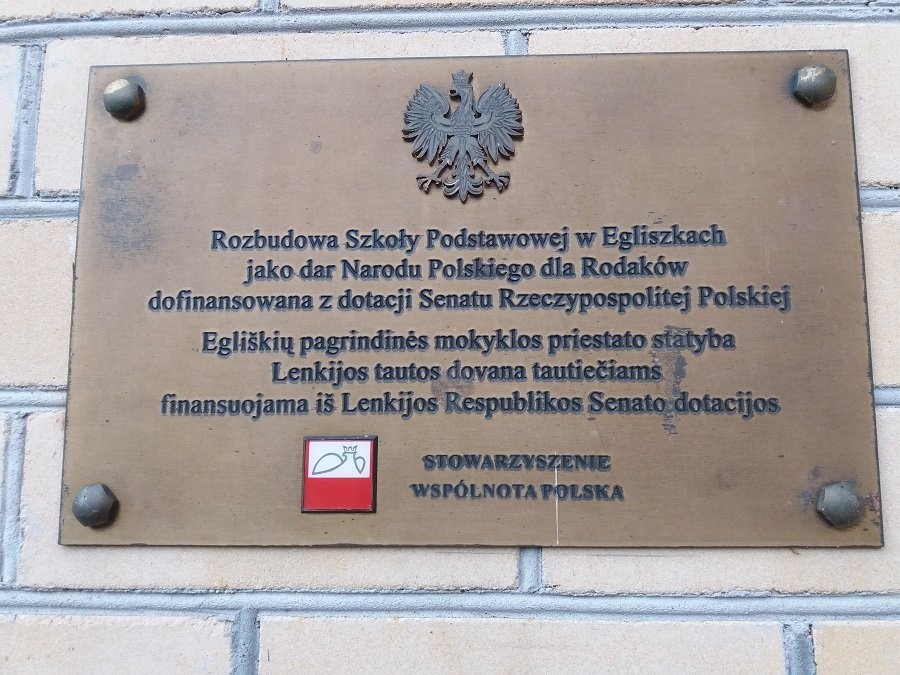 Rozbudowa Szkoły Podstawowej w Egliszkach
jako dar Narodu Polskiego dla Rodaków
dofinansowana z dotacji Senatu Rzeczypospolitej Polskiej
Egliškių pagrindinės mokyklos priestato statyba
Lenkijos tautos dovana tautiečiams
finansuojama iš Lenkijos Respublikos Senato dotacijos
STOWARZYSZENIE
WSPÓLNOTA POLSKA